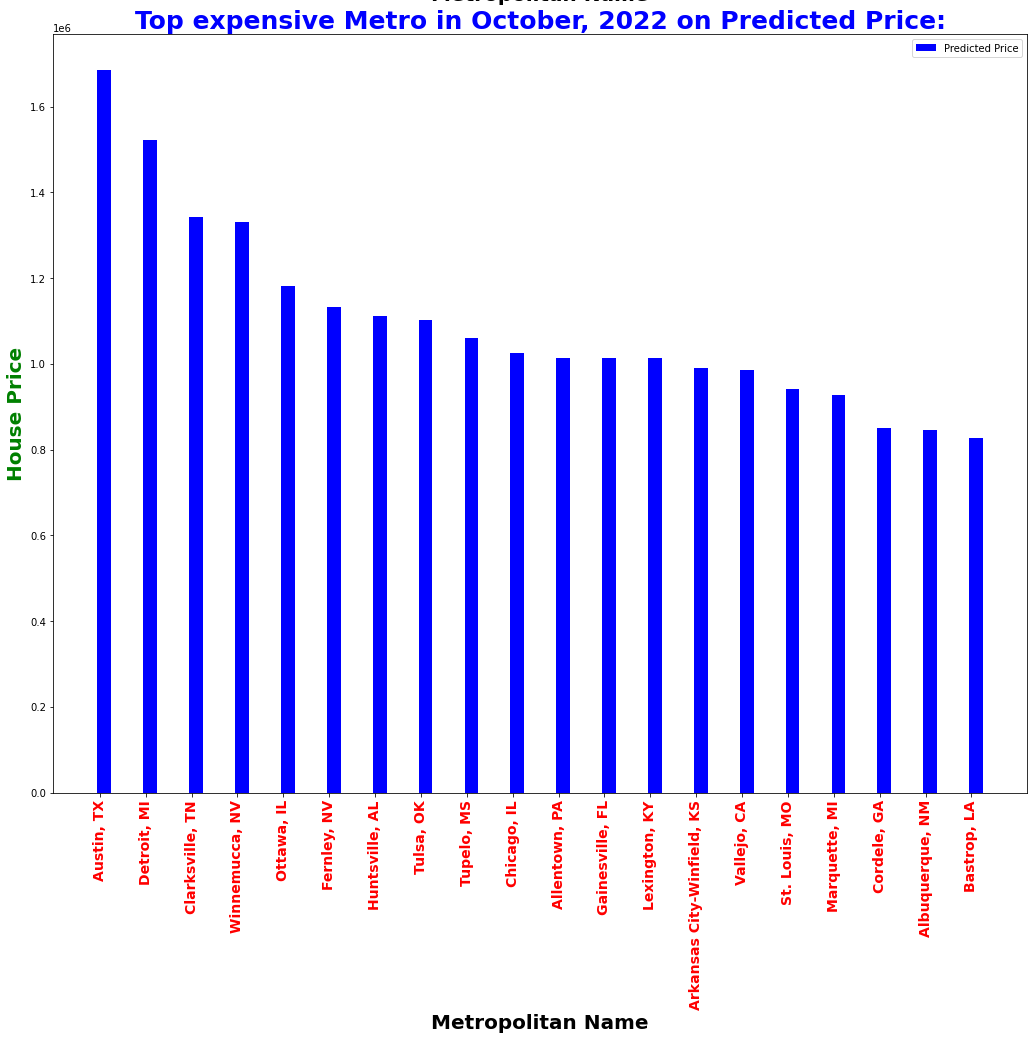 Metropolitan Name
Top expensive Metro in October, 2022 on Predicted Price:
1e6
Predicted Price
1.6
1.4
1.2
1.0
0.8
0.6
0.4
0.2
0.0
House Price
Austin, TX
Detroit, MI
Clarksville, TN
Winnemucca, NV
Ottawa, IL
Fernley, NV
Huntsville, AL
Tulsa, OK
Tupelo, MS
Chicago, IL
Allentown, PA
Gainesville, FL
Lexington, KY
Arkansas City-Winfield, KS
Vallejo, CA
St. Louis, MO
Marquette, MI
Cordele, GA
Albuquerque, NM
Bastrop, LA
Metropolitan Name